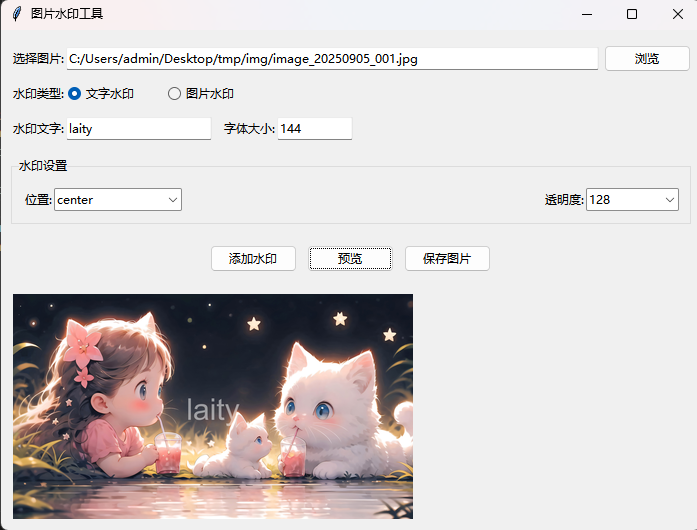 图片水印工具
选择图片: C:/Users/admin/Desktop/tmp/img/image_20250905_001.jpg 浏览
水印类型: 文字水印 图片水印
水印文字: laity 字体大小: 144
水印设置
位置: center 透明度: 128
添加水印 预览 保存图片
laity